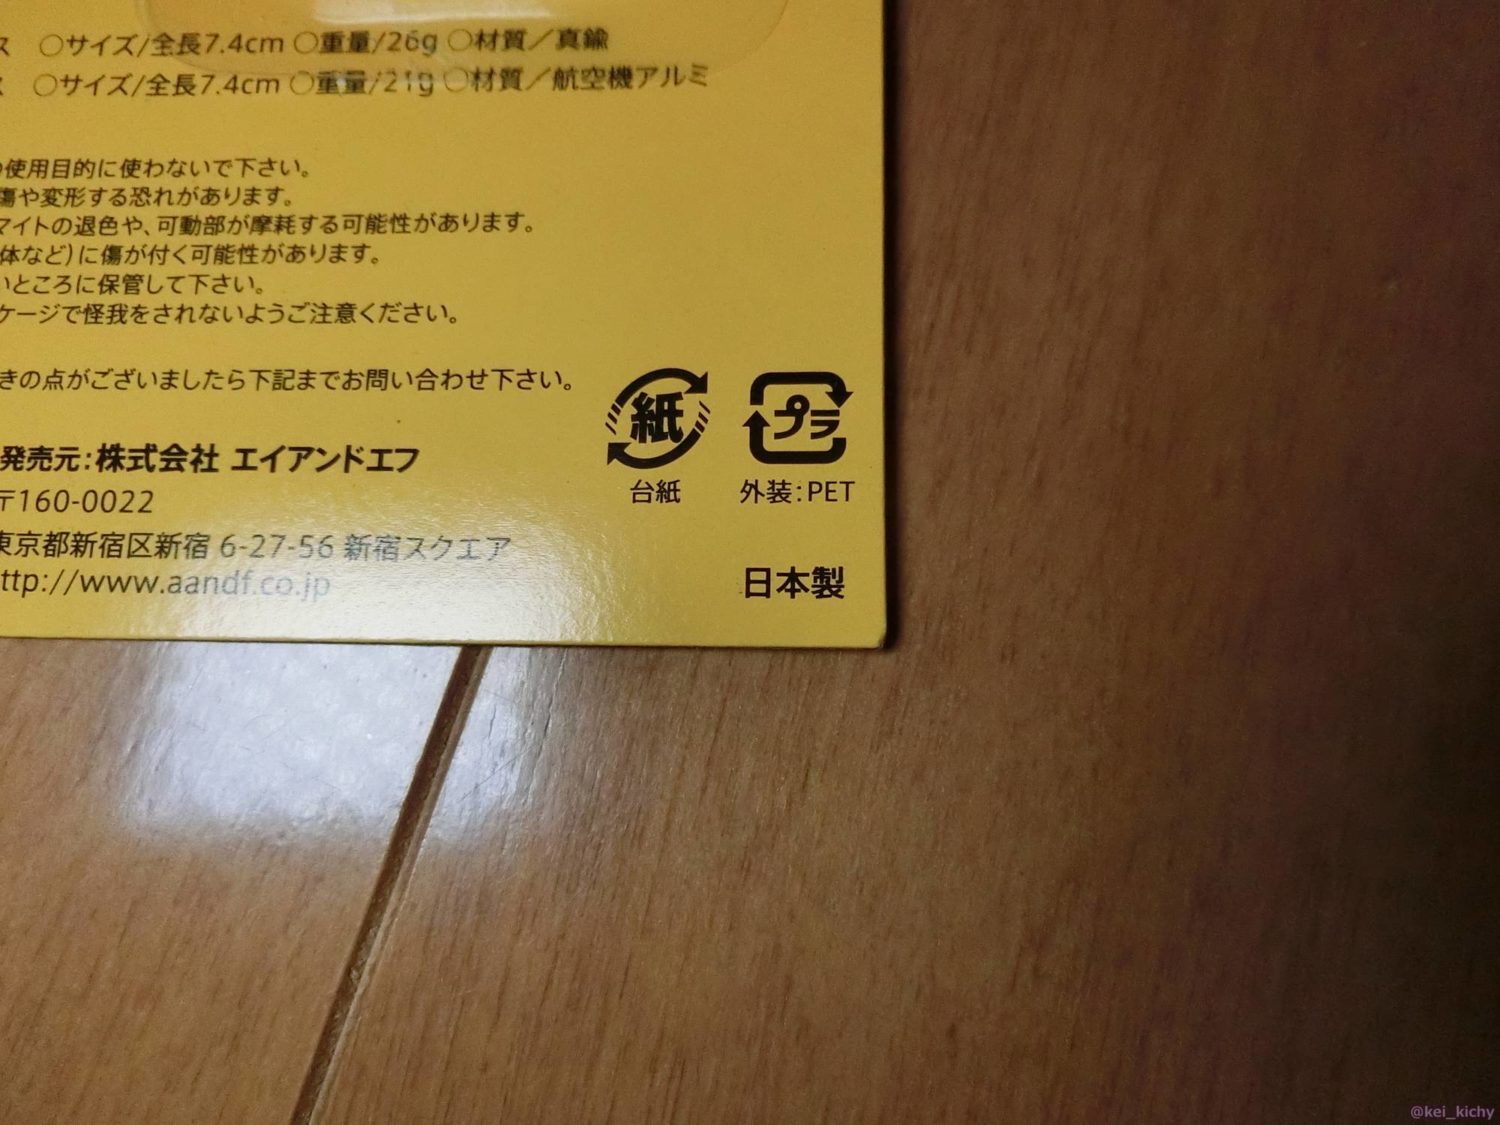 ス ○サイズ/全長7.4cm ○重量/26g ○材質／真鍮
ス ○サイズ/全長7.4cm ○重量/21g ○材質／航空機アルミ
の使用目的に使わないで下さい。
傷や変形する恐れがあります。
マイトの退色や、可動部が摩耗する可能性があります。
体など)に傷が付く可能性があります。
いところに保管して下さい。
ケージで怪我をされないようご注意ください。
きの点がございましたら下記までお問い合わせ下さい。
発売元:株式会社 エイアンドエフ
〒160-0022
東京都新宿区新宿 6-27-56 新宿スクエア
ttp://www.aandf.co.jp
紙
台紙
プラ
外装:PET
日本製
@kei_kichy